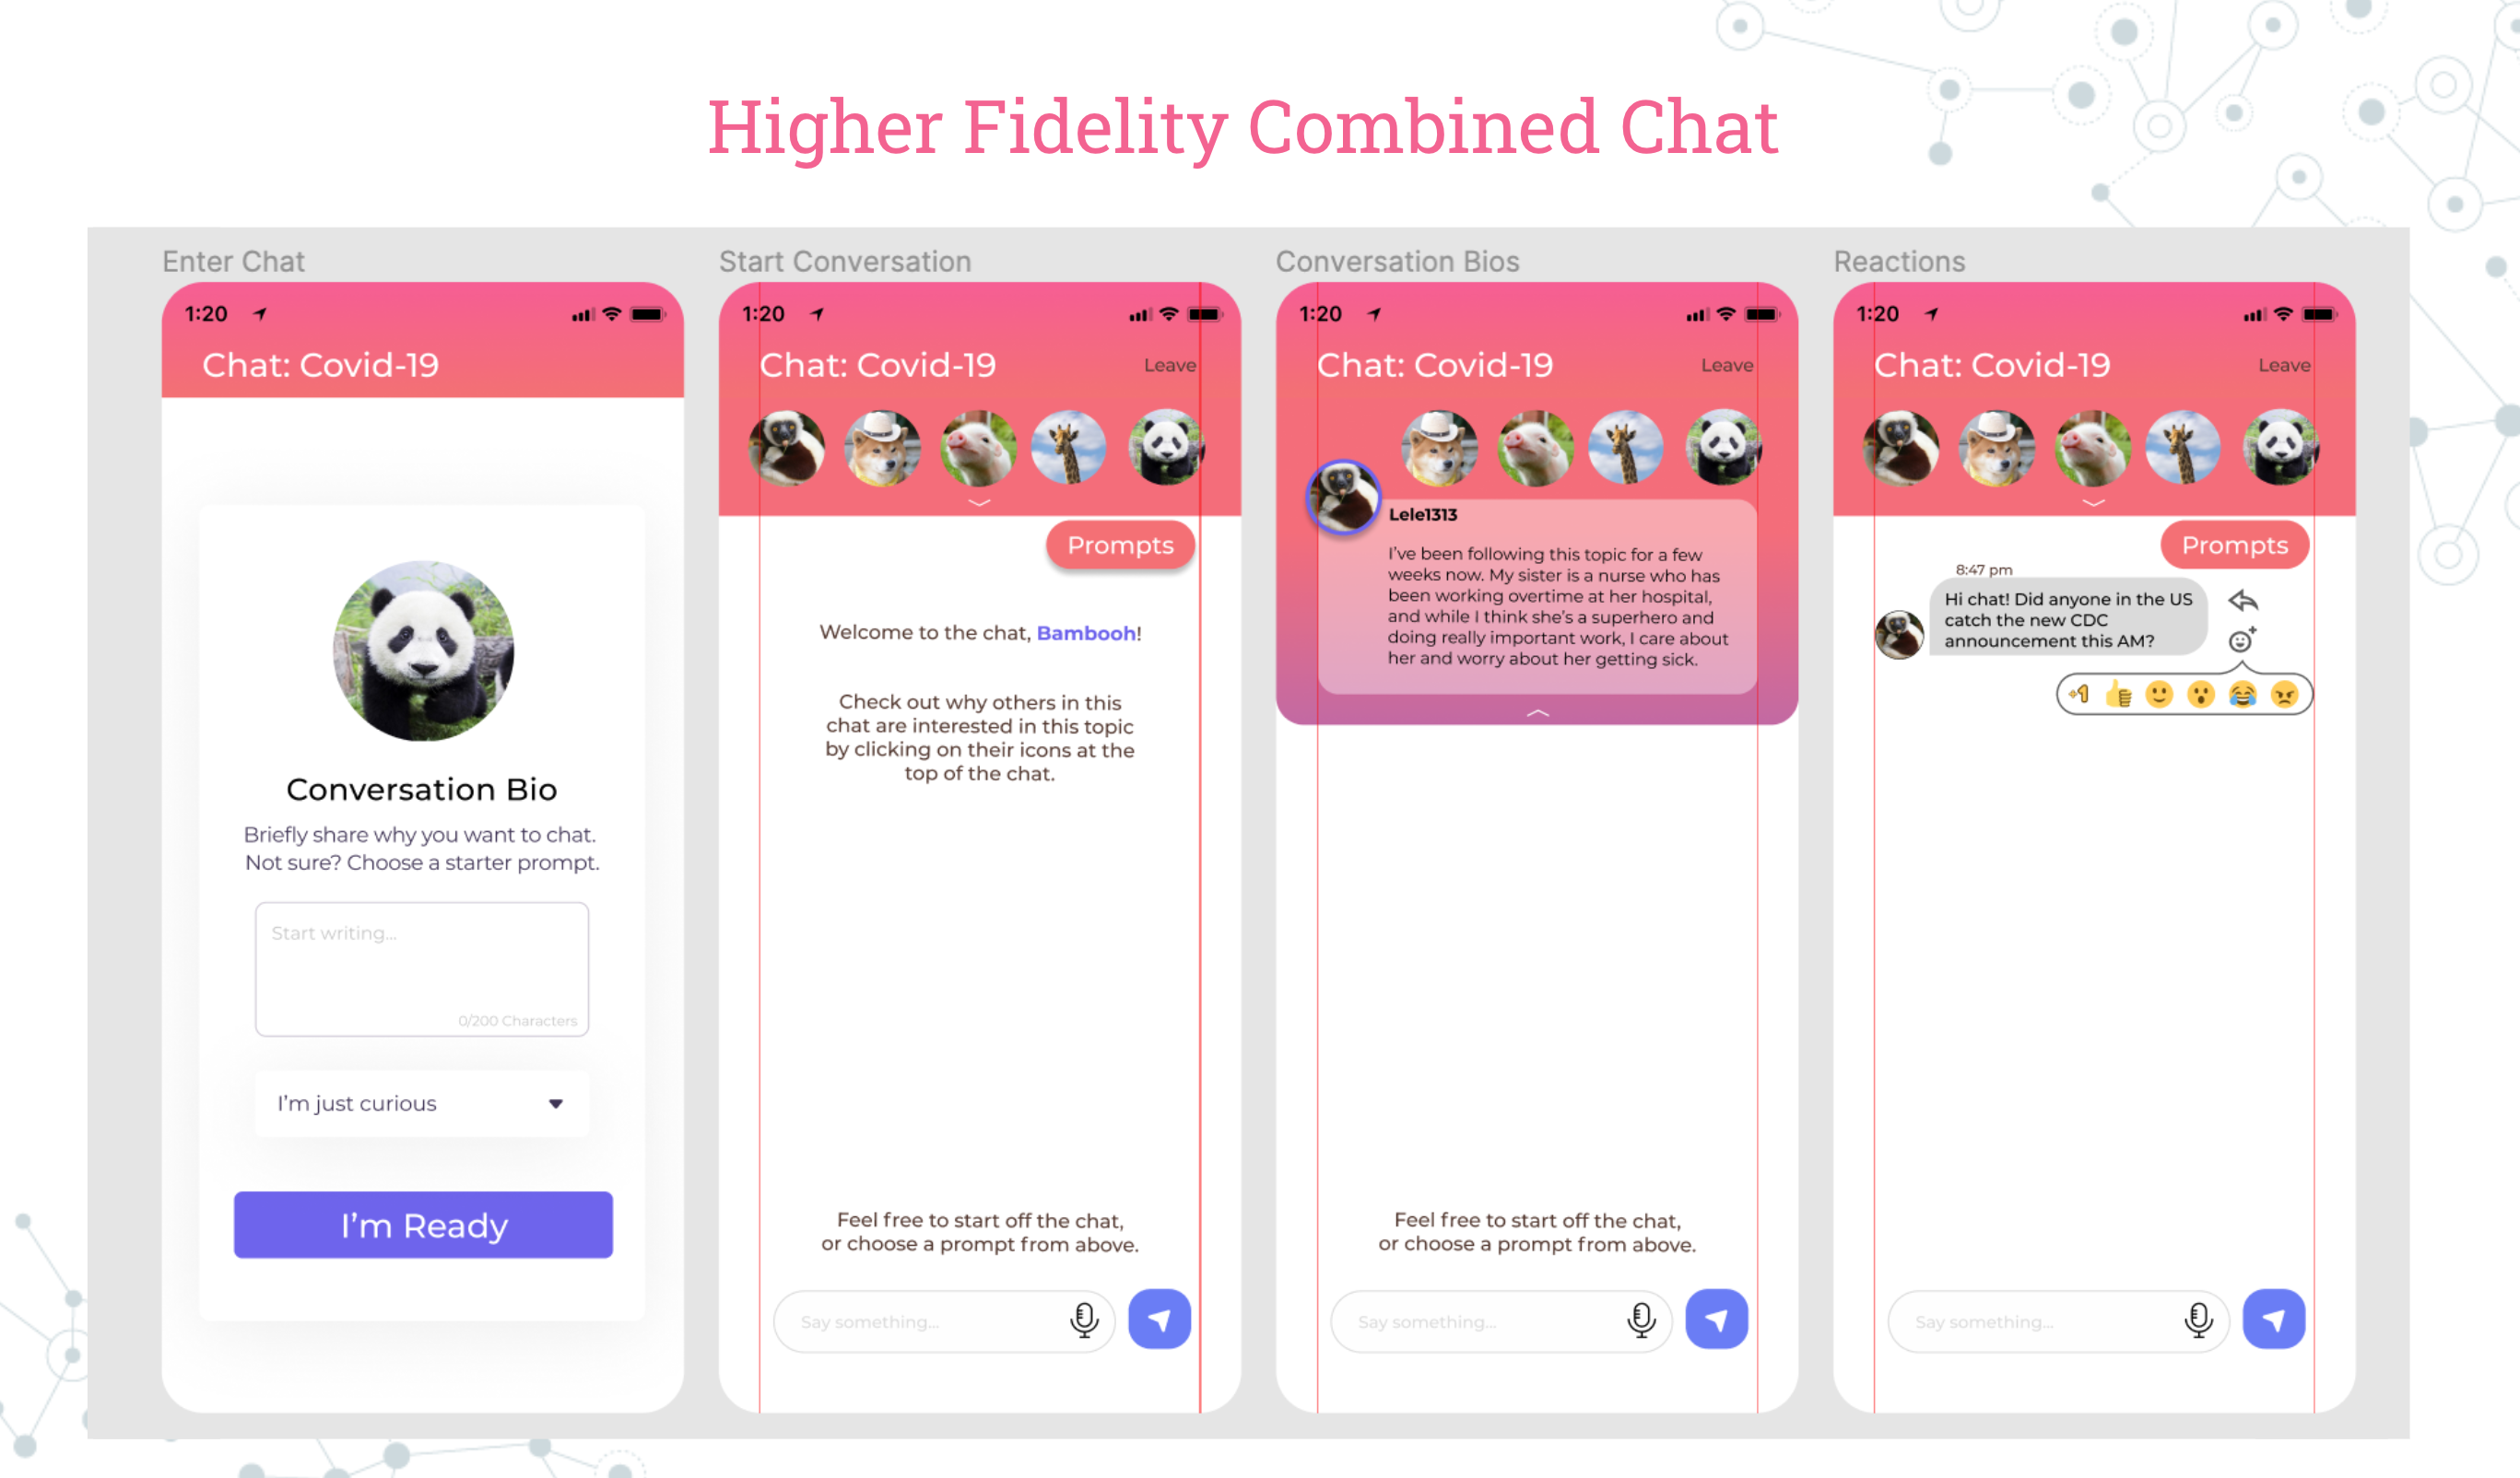 Higher Fidelity Combined Chat
Enter Chat
1:20
Chat: Covid-19
Conversation Bio
Briefly share why you want to chat.
Not sure? Choose a starter prompt.
Start writing...
0/200 Characters
I'm just curious
I'm Ready
Start Conversation
1:20
Chat: Covid-19
Leave
Prompts
Welcome to the chat, Bambooh!
Check out why others in this
chat are interested in this topic
by clicking on their icons at the
top of the chat.
Feel free to start off the chat,
or choose a prompt from above.
Say something...
Conversation Bios
1:20
Chat: Covid-19
Leave
Lele1313
I've been following this topic for a few
weeks now. My sister is a nurse who has
been working overtime at her hospital,
and while I think she's a superhero and
doing really important work, I care about
her and worry about her getting sick.
Feel free to start off the chat,
or choose a prompt from above.
Say something...
Reactions
1:20
Chat: Covid-19
Leave
Prompts
8:47 pm
Hi chat! Did anyone in the US
catch the new CDC
announcement this AM?
+1
Say something...